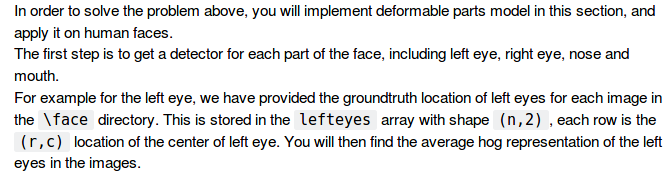 In order to solve the problem above, you will implement deformable parts model in this section, and
apply it on human faces.
The first step is to get a detector for each part of the face, including left eye, right eye, nose and
mouth.
For example for the left eye, we have provided the groundtruth location of left eyes for each image in
the \face directory. This is stored in the lefteyes array with shape (n,2) , each row is the
(r,c) location of the center of left eye. You will then find the average hog representation of the left
eyes in the images.